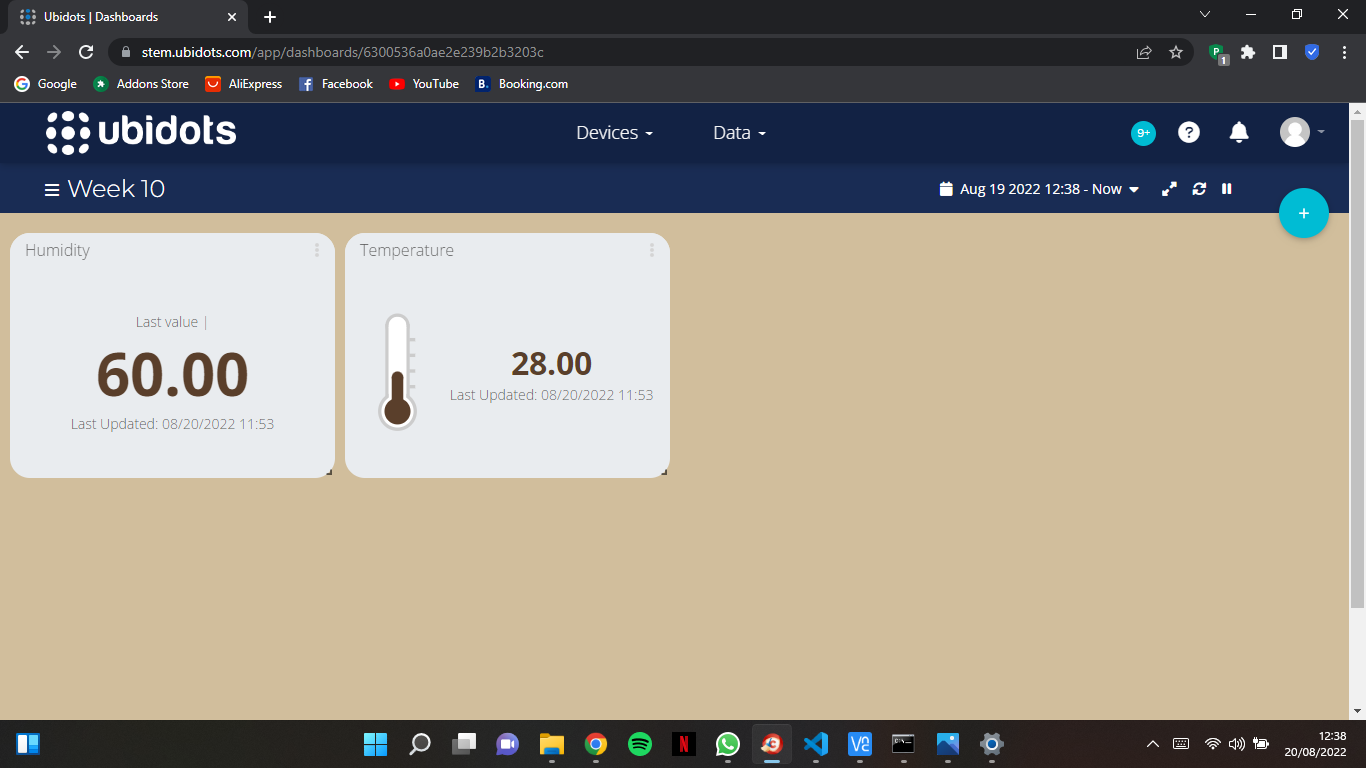 Ubidots | Dashboards
stem.ubidots.com/app/dashboards/6300536a0ae2e239b2b3203c
P
1
Google
Addons Store
AliExpress
Facebook
B.
Booking.com
YouTube
ubidots
Devices
Data
9+
?
Week 10
Aug 19 2022 12:38 - Now
+
Humidity
Temperature
Last value |
60.00
28.00
Last Updated: 08/20/2022 11:53
Last Updated: 08/20/2022 11:53
12:38
20/08/2022